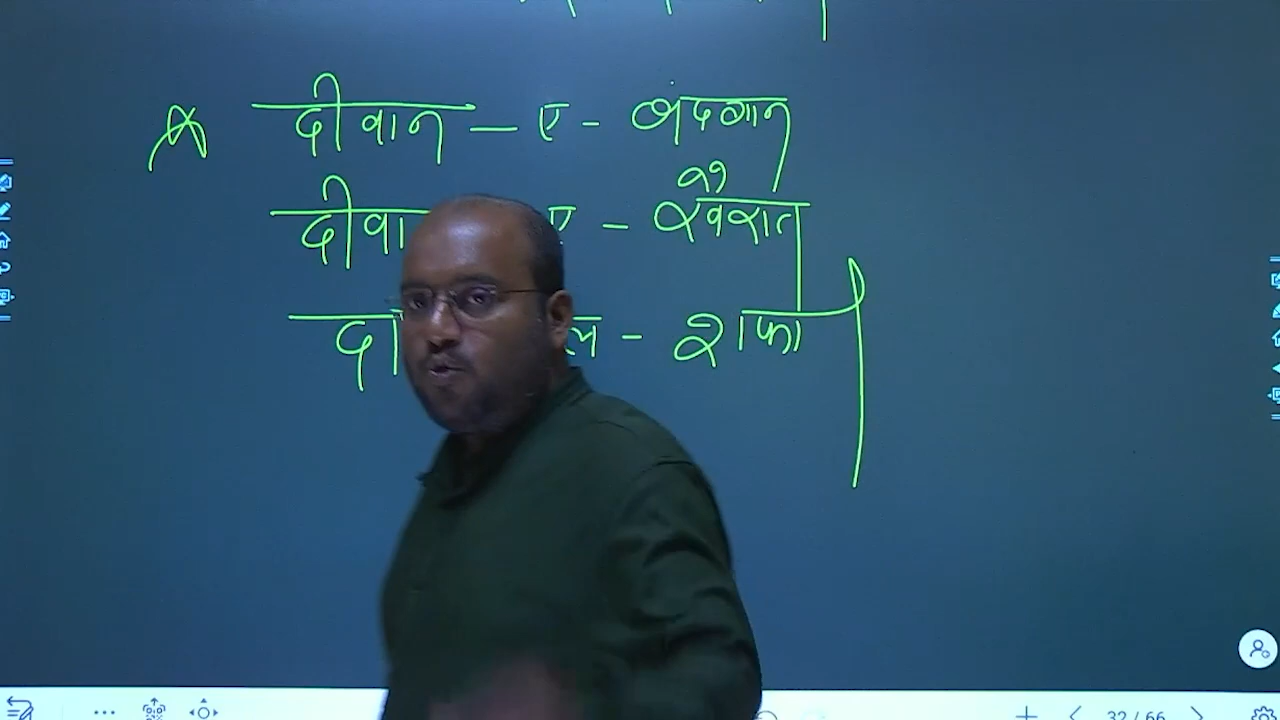 दीवान - ए - बंदगान
दीवा ए - खैरात
दा ल - शफा
32 / 66